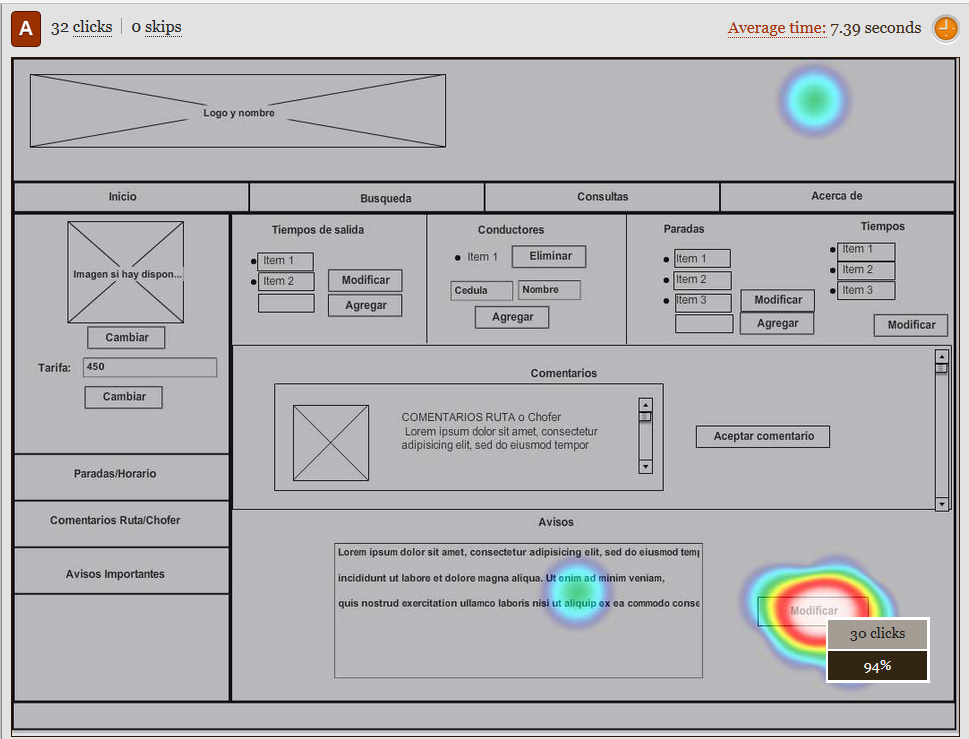 A 32 clicks 0 skips Average time: 7.39 seconds
Logo y nombre
Inicio Busqueda Consultas Acerca de
Imagen si hay dispon...
Cambiar
Tarifa: 450
Cambiar
Paradas/Horario
Comentarios Ruta/Chofer
Avisos Importantes
Tiempos de salida
Item 1
Item 2 Modificar
Agregar
Conductores
Item 1 Eliminar
Cedula Nombre
Agregar
Paradas
Item 1
Item 2
Item 3 Modificar
Agregar
Tiempos
Item 1
Item 2
Item 3
Modificar
Comentarios
COMENTARIOS RUTA o Chofer
Lorem ipsum dolor sit amet, consectetur
adipisicing elit, sed do eiusmod tempor
Aceptar comentario
Avisos
Lorem ipsum dolor sit amet, consectetur adipisicing elit, sed do eiusmod temp
incididunt ut labore et dolore magna aliqua. Ut enim ad minim veniam,
quis nostrud exercitation ullamco laboris nisi ut aliquip ex ea commodo conse
Modificar
30 clicks
94%